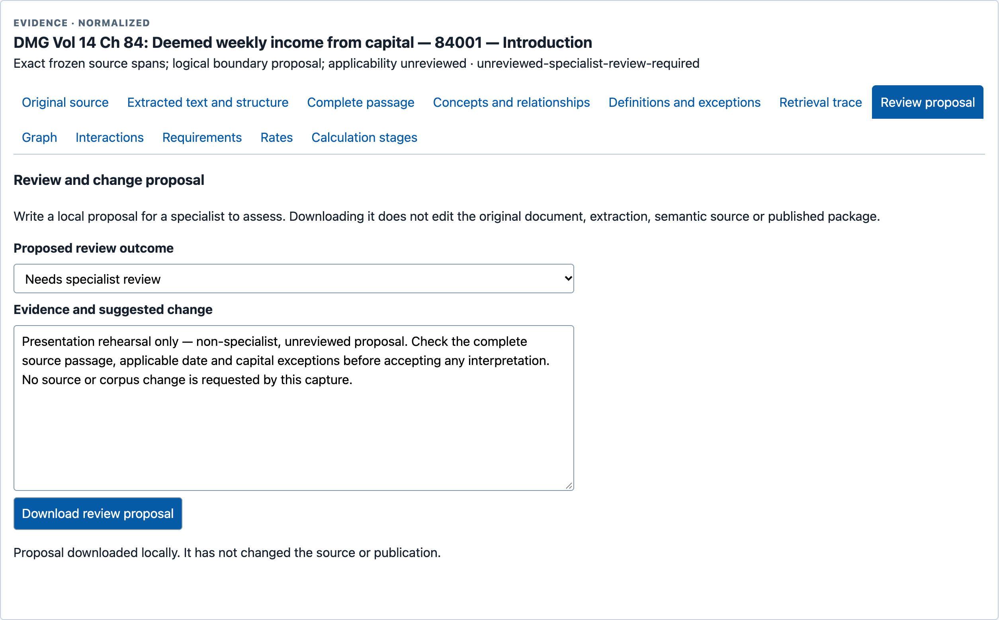 EVIDENCE · NORMALIZED
DMG Vol 14 Ch 84: Deemed weekly income from capital — 84001 — Introduction
Exact frozen source spans; logical boundary proposal; applicability unreviewed · unreviewed-specialist-review-required
Original source Extracted text and structure Complete passage Concepts and relationships Definitions and exceptions Retrieval trace Review proposal
Graph Interactions Requirements Rates Calculation stages
Review and change proposal
Write a local proposal for a specialist to assess. Downloading it does not edit the original document, extraction, semantic source or published package.
Proposed review outcome
Needs specialist review
Evidence and suggested change
Presentation rehearsal only — non-specialist, unreviewed proposal. Check the complete
source passage, applicable date and capital exceptions before accepting any interpretation.
No source or corpus change is requested by this capture.
Download review proposal
Proposal downloaded locally. It has not changed the source or publication.